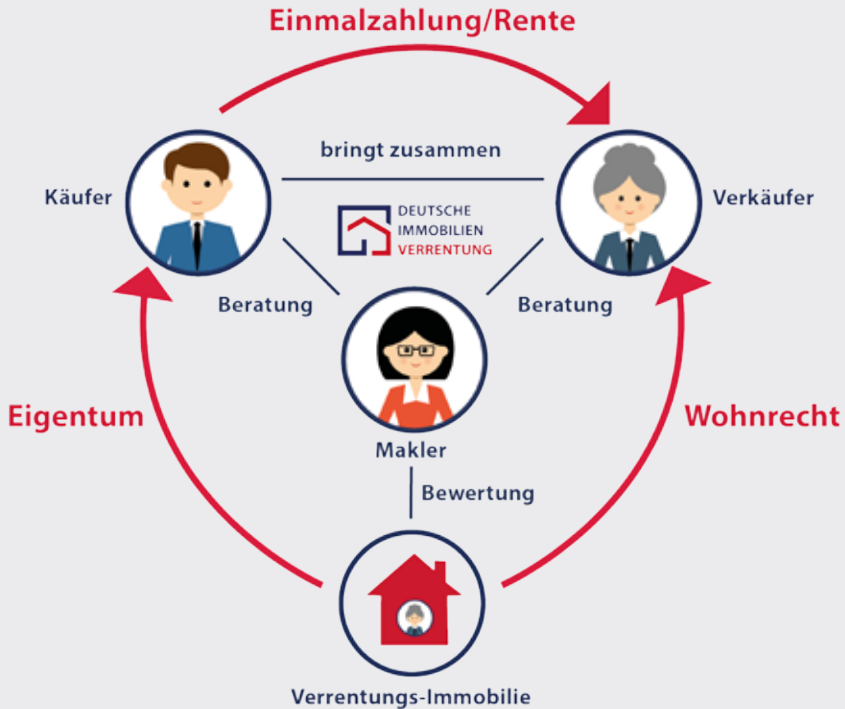 Einmalzahlung/Rente
bringt zusammen
Käufer
Verkäufer
DEUTSCHE
IMMOBILIEN
VERRENTUNG
Beratung
Beratung
Eigentum
Wohnrecht
Makler
Bewertung
Verrentungs-Immobilie